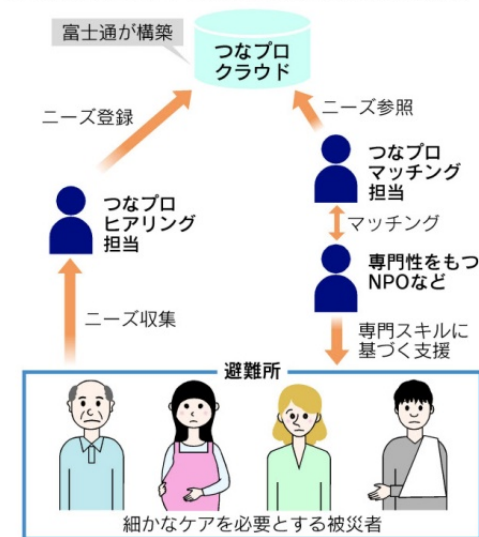 富士通が構築
つなプロ
クラウド
ニーズ登録
ニーズ参照
つなプロ
ヒアリング
担当
つなプロ
マッチング
担当
マッチング
専門性をもつ
NPOなど
ニーズ収集
専門スキルに
基づく支援
避難所
細かなケアを必要とする被災者